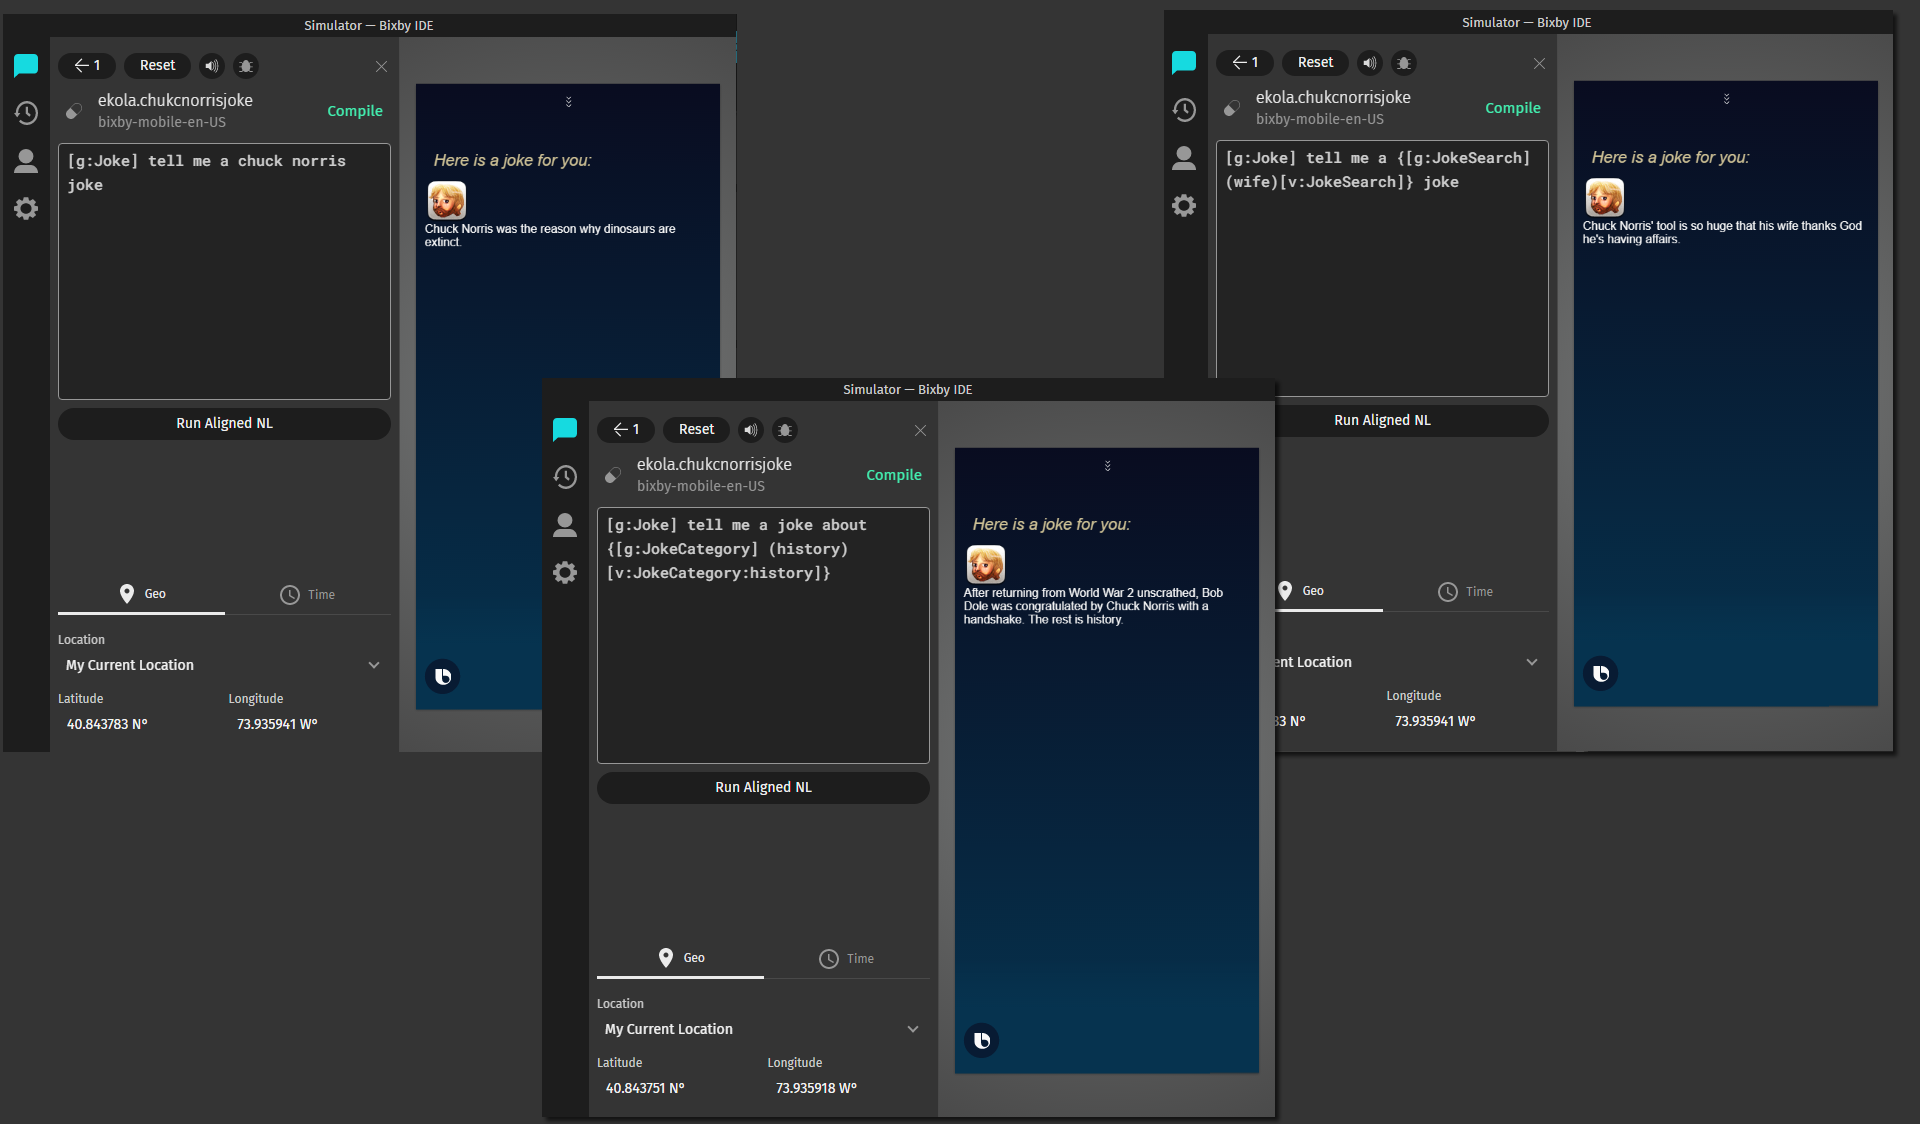 Simulator — Bixby IDE
1
Reset
ekola.chukcnorrisjoke
bixby-mobile-en-US
Compile
[g:Joke] tell me a chuck norris
joke
Run Aligned NL
Geo
Time
Location
My Current Location
Latitude
Longitude
40.843783 Nº
73.935941 Wº
Here is a joke for you:
Chuck Norris was the reason why dinosaurs are
extinct.
Simulator — Bixby IDE
1
Reset
ekola.chukcnorrisjoke
bixby-mobile-en-US
Compile
[g:Joke] tell me a joke about
{[g:JokeCategory] (history)
[v:JokeCategory:history]}
Run Aligned NL
Geo
Time
Location
My Current Location
Latitude
Longitude
40.843751 Nº
73.935918 Wº
Here is a joke for you:
After returning from World War 2 unscrathed, Bob
Dole was congratulated by Chuck Norris with a
handshake. The rest is history.
Simulator — Bixby IDE
1
Reset
ekola.chukcnorrisjoke
bixby-mobile-en-US
Compile
[g:Joke] tell me a {[g:JokeSearch]
(wife)[v:JokeSearch]} joke
Run Aligned NL
Geo
Time
ent Location
Longitude
33 Nº
73.935941 Wº
Here is a joke for you:
Chuck Norris' tool is so huge that his wife thanks God
he's having affairs.